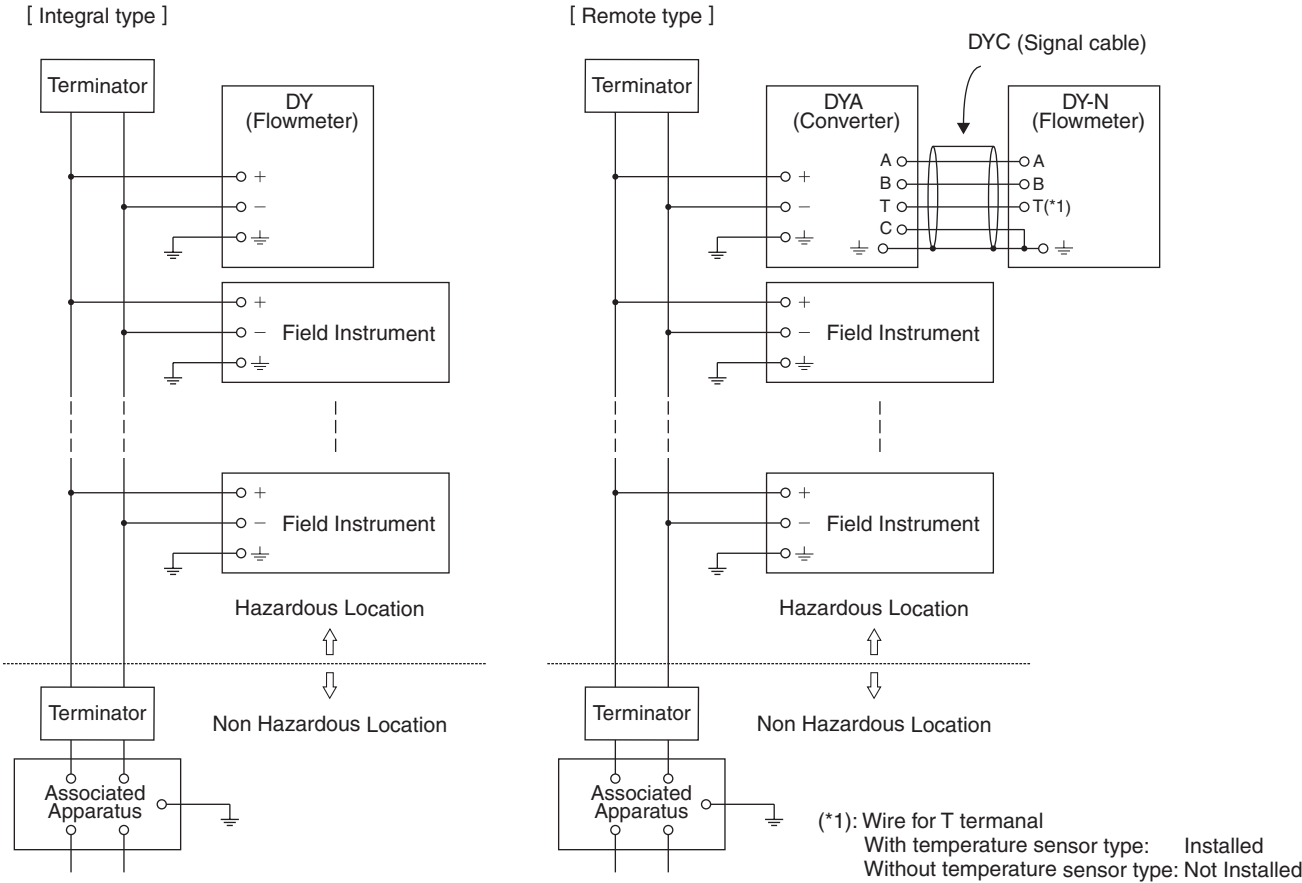 [ Integral type ]
Terminator
DY
(Flowmeter)
+
−
+
−
Field Instrument
+
−
Field Instrument
Hazardous Location
Terminator
Non Hazardous Location
Associated
Apparatus
[ Remote type ]
DYC (Signal cable)
Terminator
DYA
(Converter)
DY-N
(Flowmeter)
A A
+
B B
−
T T(*1)
C
+
−
Field Instrument
+
−
Field Instrument
Hazardous Location
Terminator
Non Hazardous Location
Associated
Apparatus
(*1): Wire for T termanal
With temperature sensor type: Installed
Without temperature sensor type: Not Installed